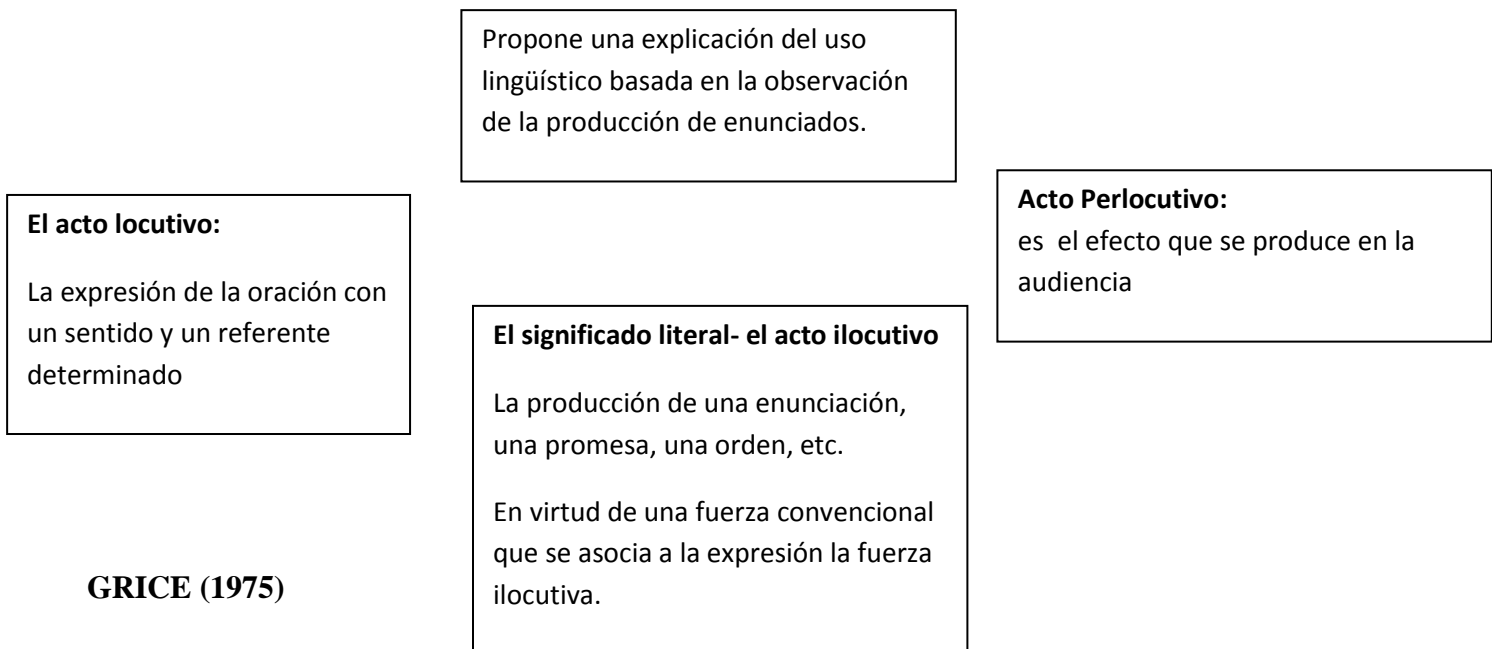 Propone una explicación del uso
lingüístico basada en la observación
de la producción de enunciados.
El acto locutivo:
La expresión de la oración con
un sentido y un referente
determinado
Acto Perlocutivo:
es el efecto que se produce en la
audiencia
El significado literal- el acto ilocutivo
La producción de una enunciación,
una promesa, una orden, etc.
En virtud de una fuerza convencional
que se asocia a la expresión la fuerza
ilocutiva.
GRICE (1975)